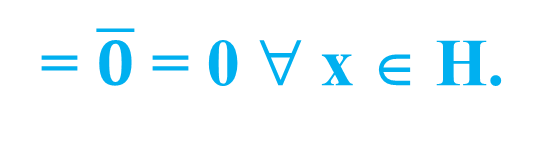 = 0̅ = 0 ∀ x ∈ H.